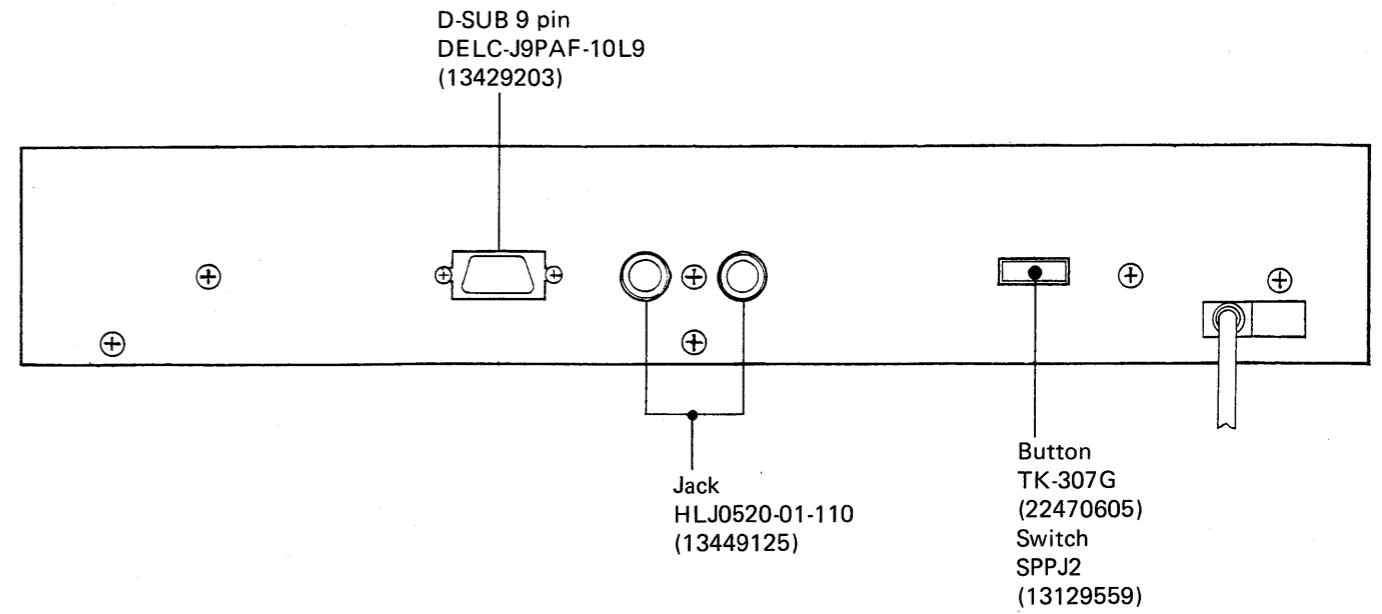 D-SUB 9 pin
DELC-J9PAF-10L9
(13429203)
Jack
HLJ0520-01-110
(13449125)
Button
TK-307G
(22470605)
Switch
SPPJ2
(13129559)